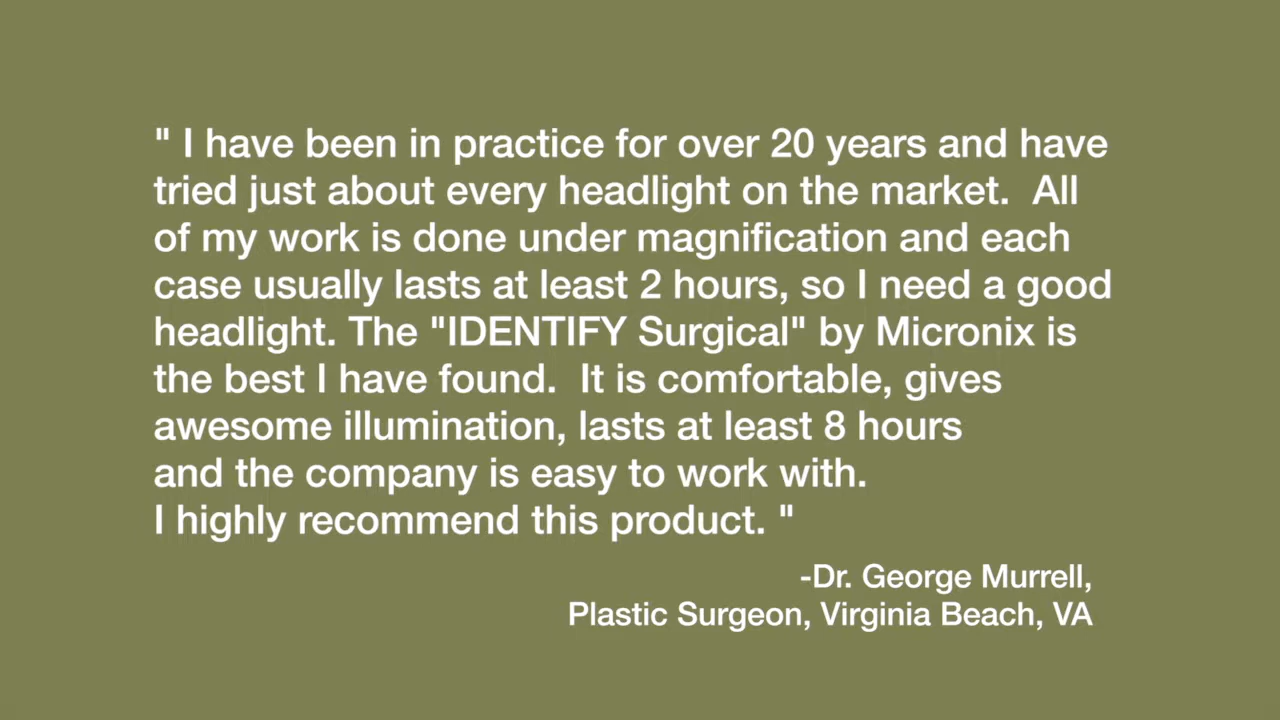 " I have been in practice for over 20 years and have
tried just about every headlight on the market.  All
of my work is done under magnification and each
case usually lasts at least 2 hours, so I need a good
headlight. The "IDENTIFY Surgical" by Micronix is
the best I have found.  It is comfortable, gives
awesome illumination, lasts at least 8 hours
and the company is easy to work with.
I highly recommend this product. "
-Dr. George Murrell,
Plastic Surgeon, Virginia Beach, VA